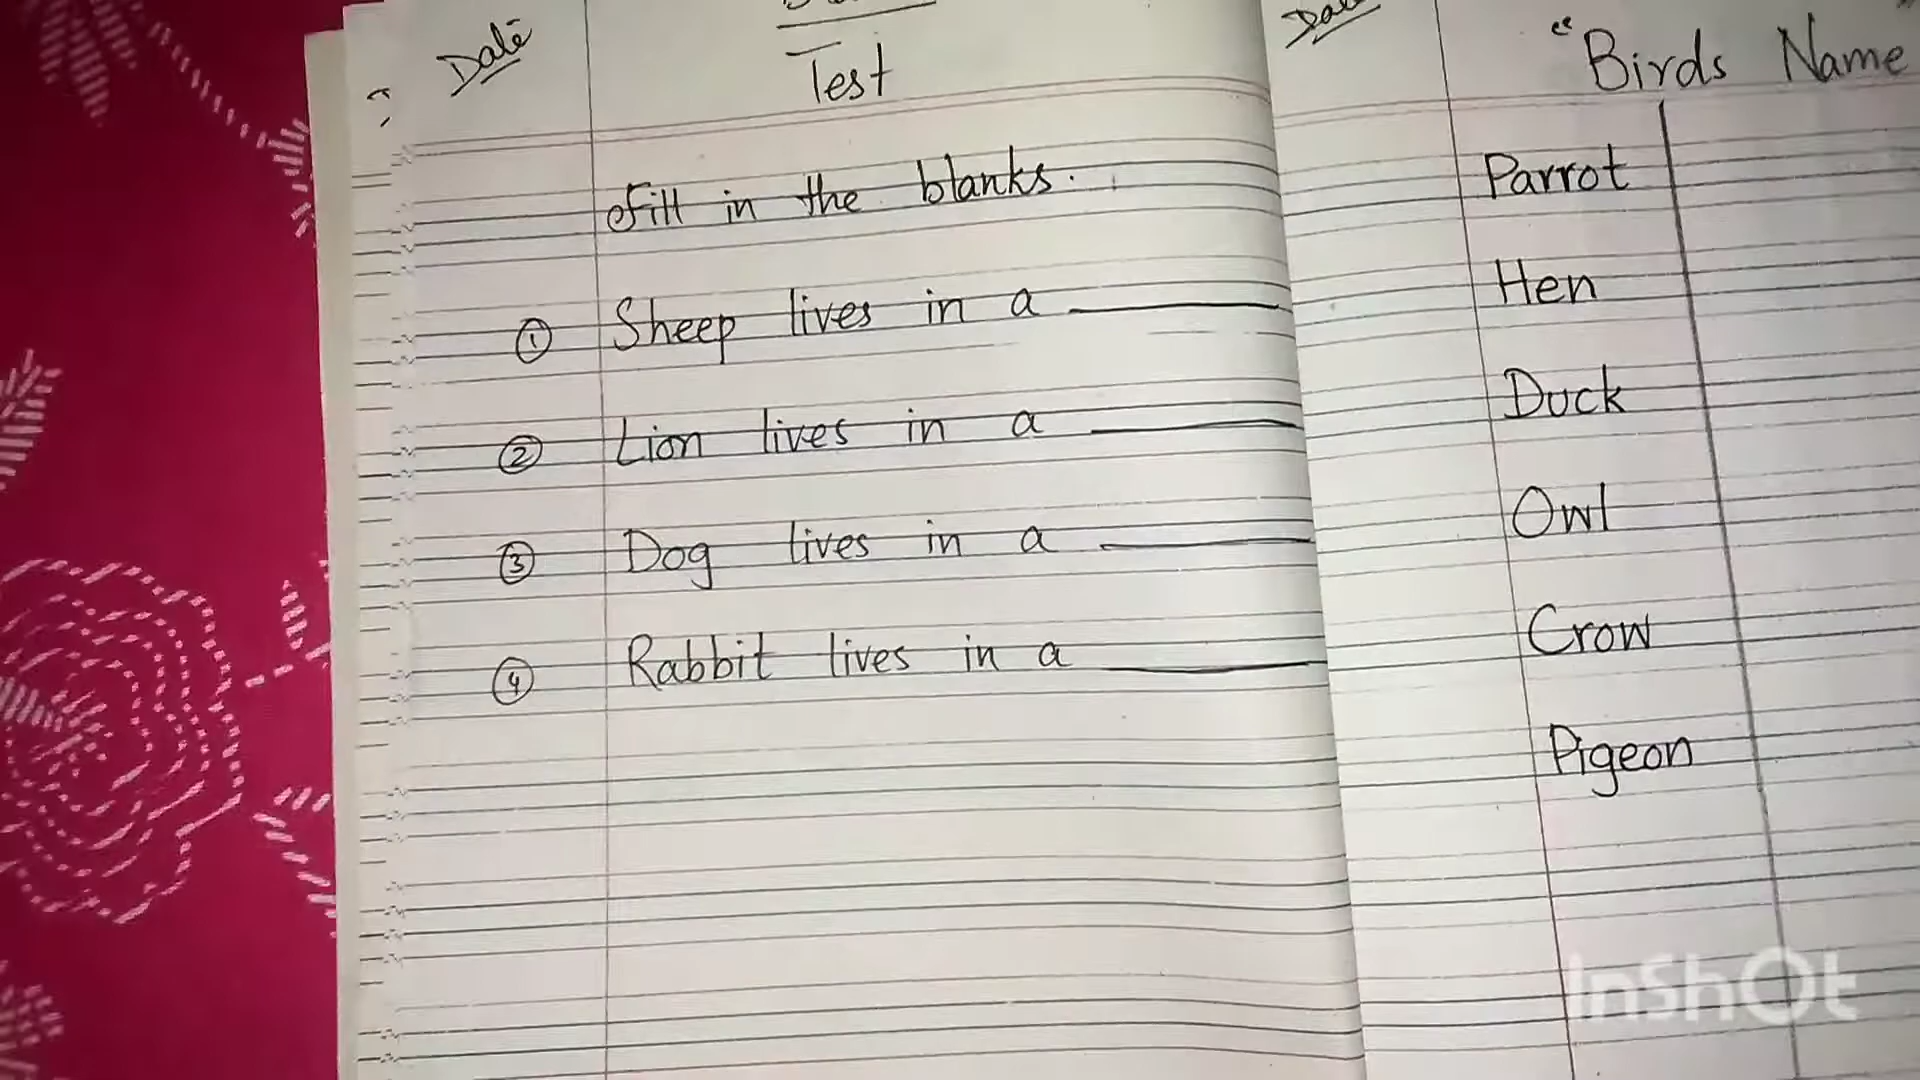 Date
Test
Fill in the blanks.
① Sheep lives in a
② Lion lives in a
③ Dog lives in a
④ Rabbit lives in a
Date
"Birds Name"
Parrot
Hen
Duck
Owl
Crow
Pigeon
InShOt